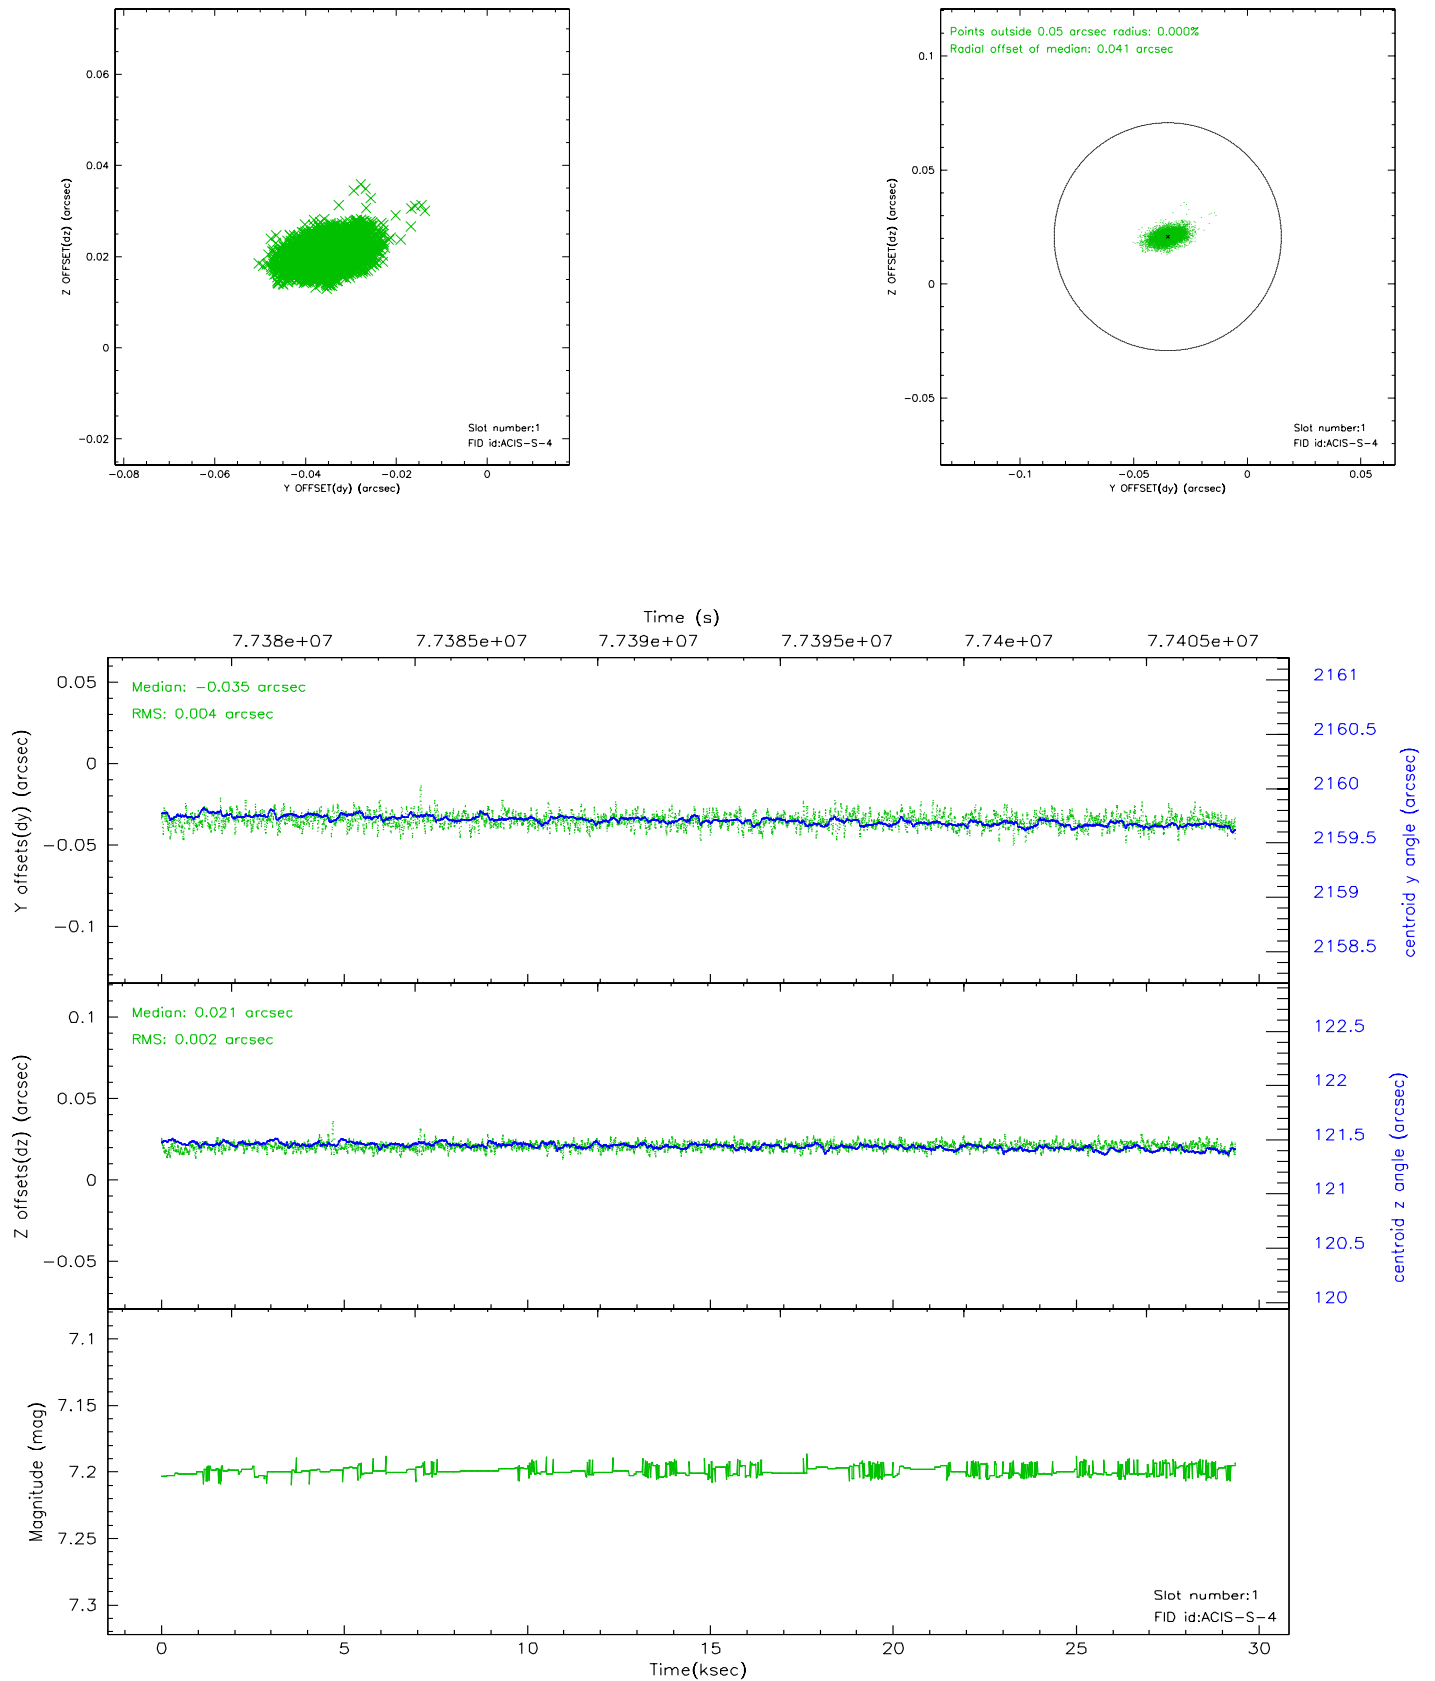 0.06
0.04
0.02
0
−0.02
Z OFFSET(dz) (arcsec)
Slot number:1
FID id:ACIS−S−4
−0.08 −0.06 −0.04 −0.02 0
Y OFFSET(dy) (arcsec)
Points outside 0.05 arcsec radius: 0.000%
Radial offset of median: 0.041 arcsec
0.1
0.05
0
−0.05
Z OFFSET(dz) (arcsec)
Slot number:1
FID id:ACIS−S−4
−0.1 −0.05 0 0.05
Y OFFSET(dy) (arcsec)
Time (s)
7.738e+07 7.7385e+07 7.739e+07 7.7395e+07 7.74e+07 7.7405e+07
Median: −0.035 arcsec
RMS: 0.004 arcsec
0.05
0
−0.05
−0.1
Y offsets(dy) (arcsec)
2161
2160.5
2160
2159.5
2159
2158.5
centroid y angle (arcsec)
Median: 0.021 arcsec
RMS: 0.002 arcsec
0.1
0.05
0
−0.05
Z offsets(dz) (arcsec)
122.5
122
121.5
121
120.5
120
centroid z angle (arcsec)
7.1
7.15
7.2
7.25
7.3
Magnitude (mag)
Slot number:1
FID id:ACIS−S−4
0 5 10 15 20 25 30
Time(ksec)